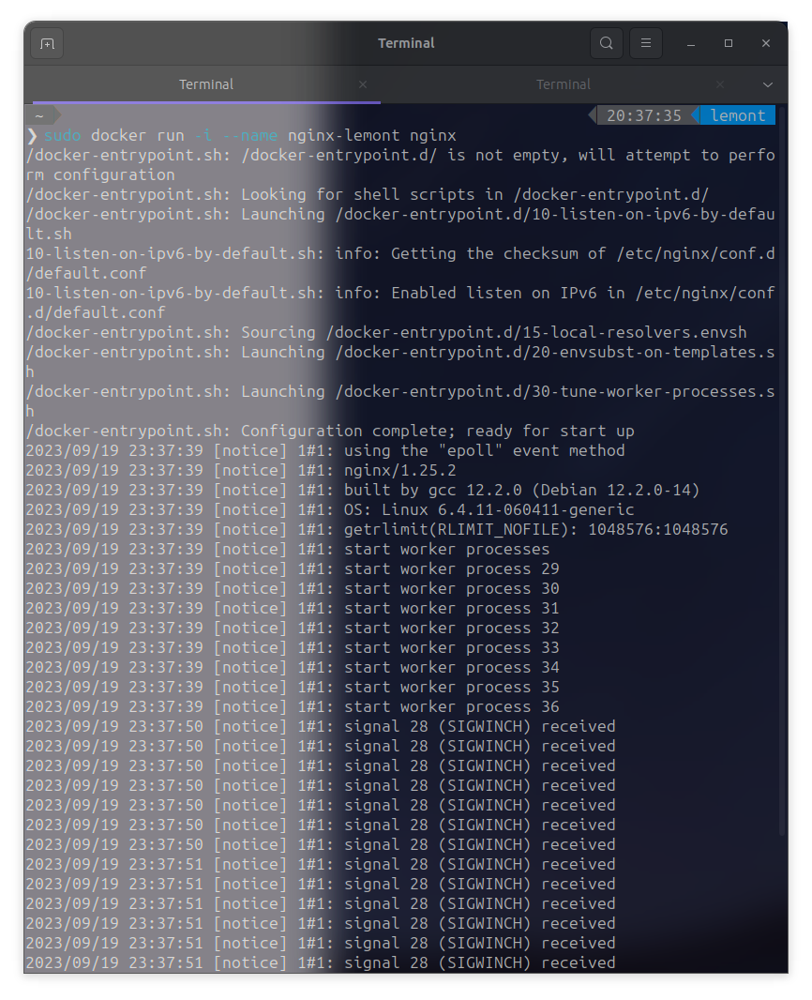 Terminal
Terminal
Terminal
~ 20:37:35 lemont
❯ sudo docker run -i --name nginx-lemont nginx
/docker-entrypoint.sh: /docker-entrypoint.d/ is not empty, will attempt to perfo
rm configuration
/docker-entrypoint.sh: Looking for shell scripts in /docker-entrypoint.d/
/docker-entrypoint.sh: Launching /docker-entrypoint.d/10-listen-on-ipv6-by-defau
lt.sh
10-listen-on-ipv6-by-default.sh: info: Getting the checksum of /etc/nginx/conf.d
/default.conf
10-listen-on-ipv6-by-default.sh: info: Enabled listen on IPv6 in /etc/nginx/conf
.d/default.conf
/docker-entrypoint.sh: Sourcing /docker-entrypoint.d/15-local-resolvers.envsh
/docker-entrypoint.sh: Launching /docker-entrypoint.d/20-envsubst-on-templates.s
h
/docker-entrypoint.sh: Launching /docker-entrypoint.d/30-tune-worker-processes.s
h
/docker-entrypoint.sh: Configuration complete; ready for start up
2023/09/19 23:37:39 [notice] 1#1: using the "epoll" event method
2023/09/19 23:37:39 [notice] 1#1: nginx/1.25.2
2023/09/19 23:37:39 [notice] 1#1: built by gcc 12.2.0 (Debian 12.2.0-14)
2023/09/19 23:37:39 [notice] 1#1: OS: Linux 6.4.11-060411-generic
2023/09/19 23:37:39 [notice] 1#1: getrlimit(RLIMIT_NOFILE): 1048576:1048576
2023/09/19 23:37:39 [notice] 1#1: start worker processes
2023/09/19 23:37:39 [notice] 1#1: start worker process 29
2023/09/19 23:37:39 [notice] 1#1: start worker process 30
2023/09/19 23:37:39 [notice] 1#1: start worker process 31
2023/09/19 23:37:39 [notice] 1#1: start worker process 32
2023/09/19 23:37:39 [notice] 1#1: start worker process 33
2023/09/19 23:37:39 [notice] 1#1: start worker process 34
2023/09/19 23:37:39 [notice] 1#1: start worker process 35
2023/09/19 23:37:39 [notice] 1#1: start worker process 36
2023/09/19 23:37:50 [notice] 1#1: signal 28 (SIGWINCH) received
2023/09/19 23:37:50 [notice] 1#1: signal 28 (SIGWINCH) received
2023/09/19 23:37:50 [notice] 1#1: signal 28 (SIGWINCH) received
2023/09/19 23:37:50 [notice] 1#1: signal 28 (SIGWINCH) received
2023/09/19 23:37:50 [notice] 1#1: signal 28 (SIGWINCH) received
2023/09/19 23:37:50 [notice] 1#1: signal 28 (SIGWINCH) received
2023/09/19 23:37:50 [notice] 1#1: signal 28 (SIGWINCH) received
2023/09/19 23:37:51 [notice] 1#1: signal 28 (SIGWINCH) received
2023/09/19 23:37:51 [notice] 1#1: signal 28 (SIGWINCH) received
2023/09/19 23:37:51 [notice] 1#1: signal 28 (SIGWINCH) received
2023/09/19 23:37:51 [notice] 1#1: signal 28 (SIGWINCH) received
2023/09/19 23:37:51 [notice] 1#1: signal 28 (SIGWINCH) received
2023/09/19 23:37:51 [notice] 1#1: signal 28 (SIGWINCH) received